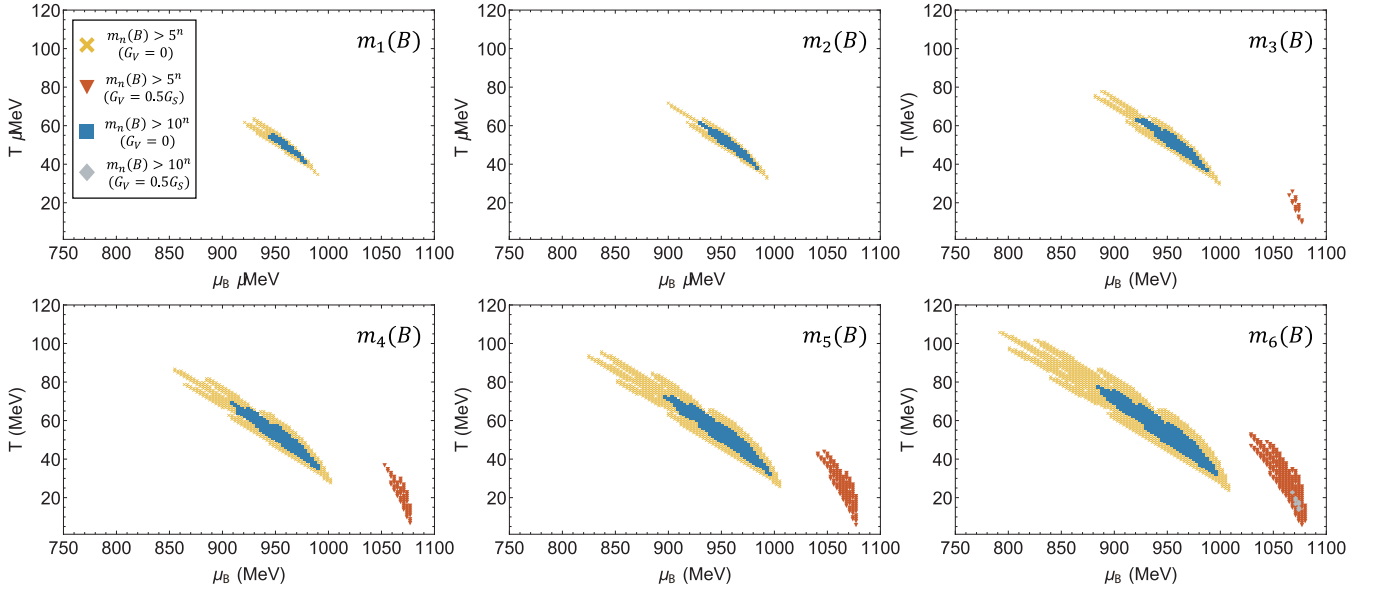 120
100
80
60
40
20
T μMeV
m_n(B) > 5^n
(G_V = 0)
m_n(B) > 5^n
(G_V = 0.5G_S)
m_n(B) > 10^n
(G_V = 0)
m_n(B) > 10^n
(G_V = 0.5G_S)
m_1(B)
750 800 850 900 950 1000 1050 1100
μ_B μMeV
120
100
80
60
40
20
T μMeV
m_2(B)
750 800 850 900 950 1000 1050 1100
μ_B μMeV
120
100
80
60
40
20
T (MeV)
m_3(B)
750 800 850 900 950 1000 1050 1100
μ_B (MeV)
120
100
80
60
40
20
T (MeV)
m_4(B)
750 800 850 900 950 1000 1050 1100
μ_B (MeV)
120
100
80
60
40
20
T (MeV)
m_5(B)
750 800 850 900 950 1000 1050 1100
μ_B (MeV)
120
100
80
60
40
20
T (MeV)
m_6(B)
750 800 850 900 950 1000 1050 1100
μ_B (MeV)